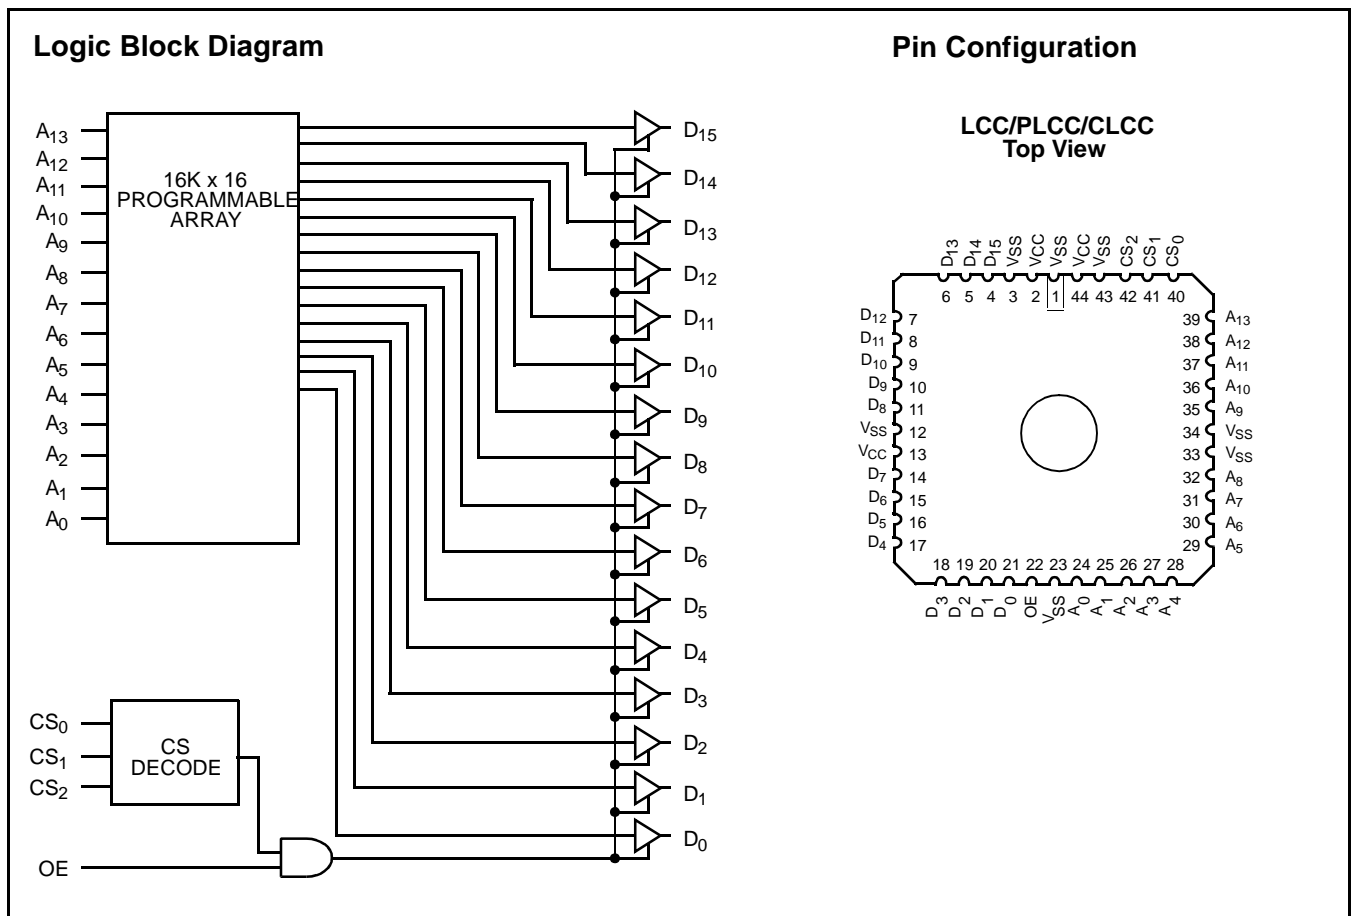 Logic Block Diagram
A13
A12
A11
A10
A9
A8
A7
A6
A5
A4
A3
A2
A1
A0
16K x 16
PROGRAMMABLE
ARRAY
D15
D14
D13
D12
D11
D10
D9
D8
D7
D6
D5
D4
D3
D2
D1
D0
CS0
CS1
CS2
CS
DECODE
OE
Pin Configuration
LCC/PLCC/CLCC
Top View
D13 D14 D15 VSS VCC VSS VCC VSS CS2 CS1 CS0
6 5 4 3 2 1 44 43 42 41 40
D12 7
D11 8
D10 9
D9 10
D8 11
VSS 12
VCC 13
D7 14
D6 15
D5 16
D4 17
39 A13
38 A12
37 A11
36 A10
35 A9
34 VSS
33 VSS
32 A8
31 A7
30 A6
29 A5
18 19 20 21 22 23 24 25 26 27 28
D3 D2 D1 D0 OE VSS A0 A1 A2 A3 A4